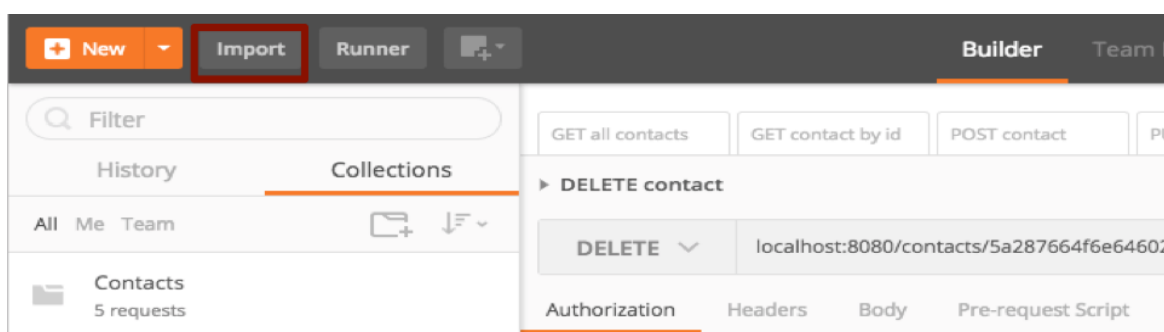 New
Import
Runner
Builder
Team
Filter
History
Collections
All Me Team
Contacts
5 requests
GET all contacts
GET contact by id
POST contact
DELETE contact
DELETE
localhost:8080/contacts/5a287664f6e64602
Authorization
Headers
Body
Pre-request Script